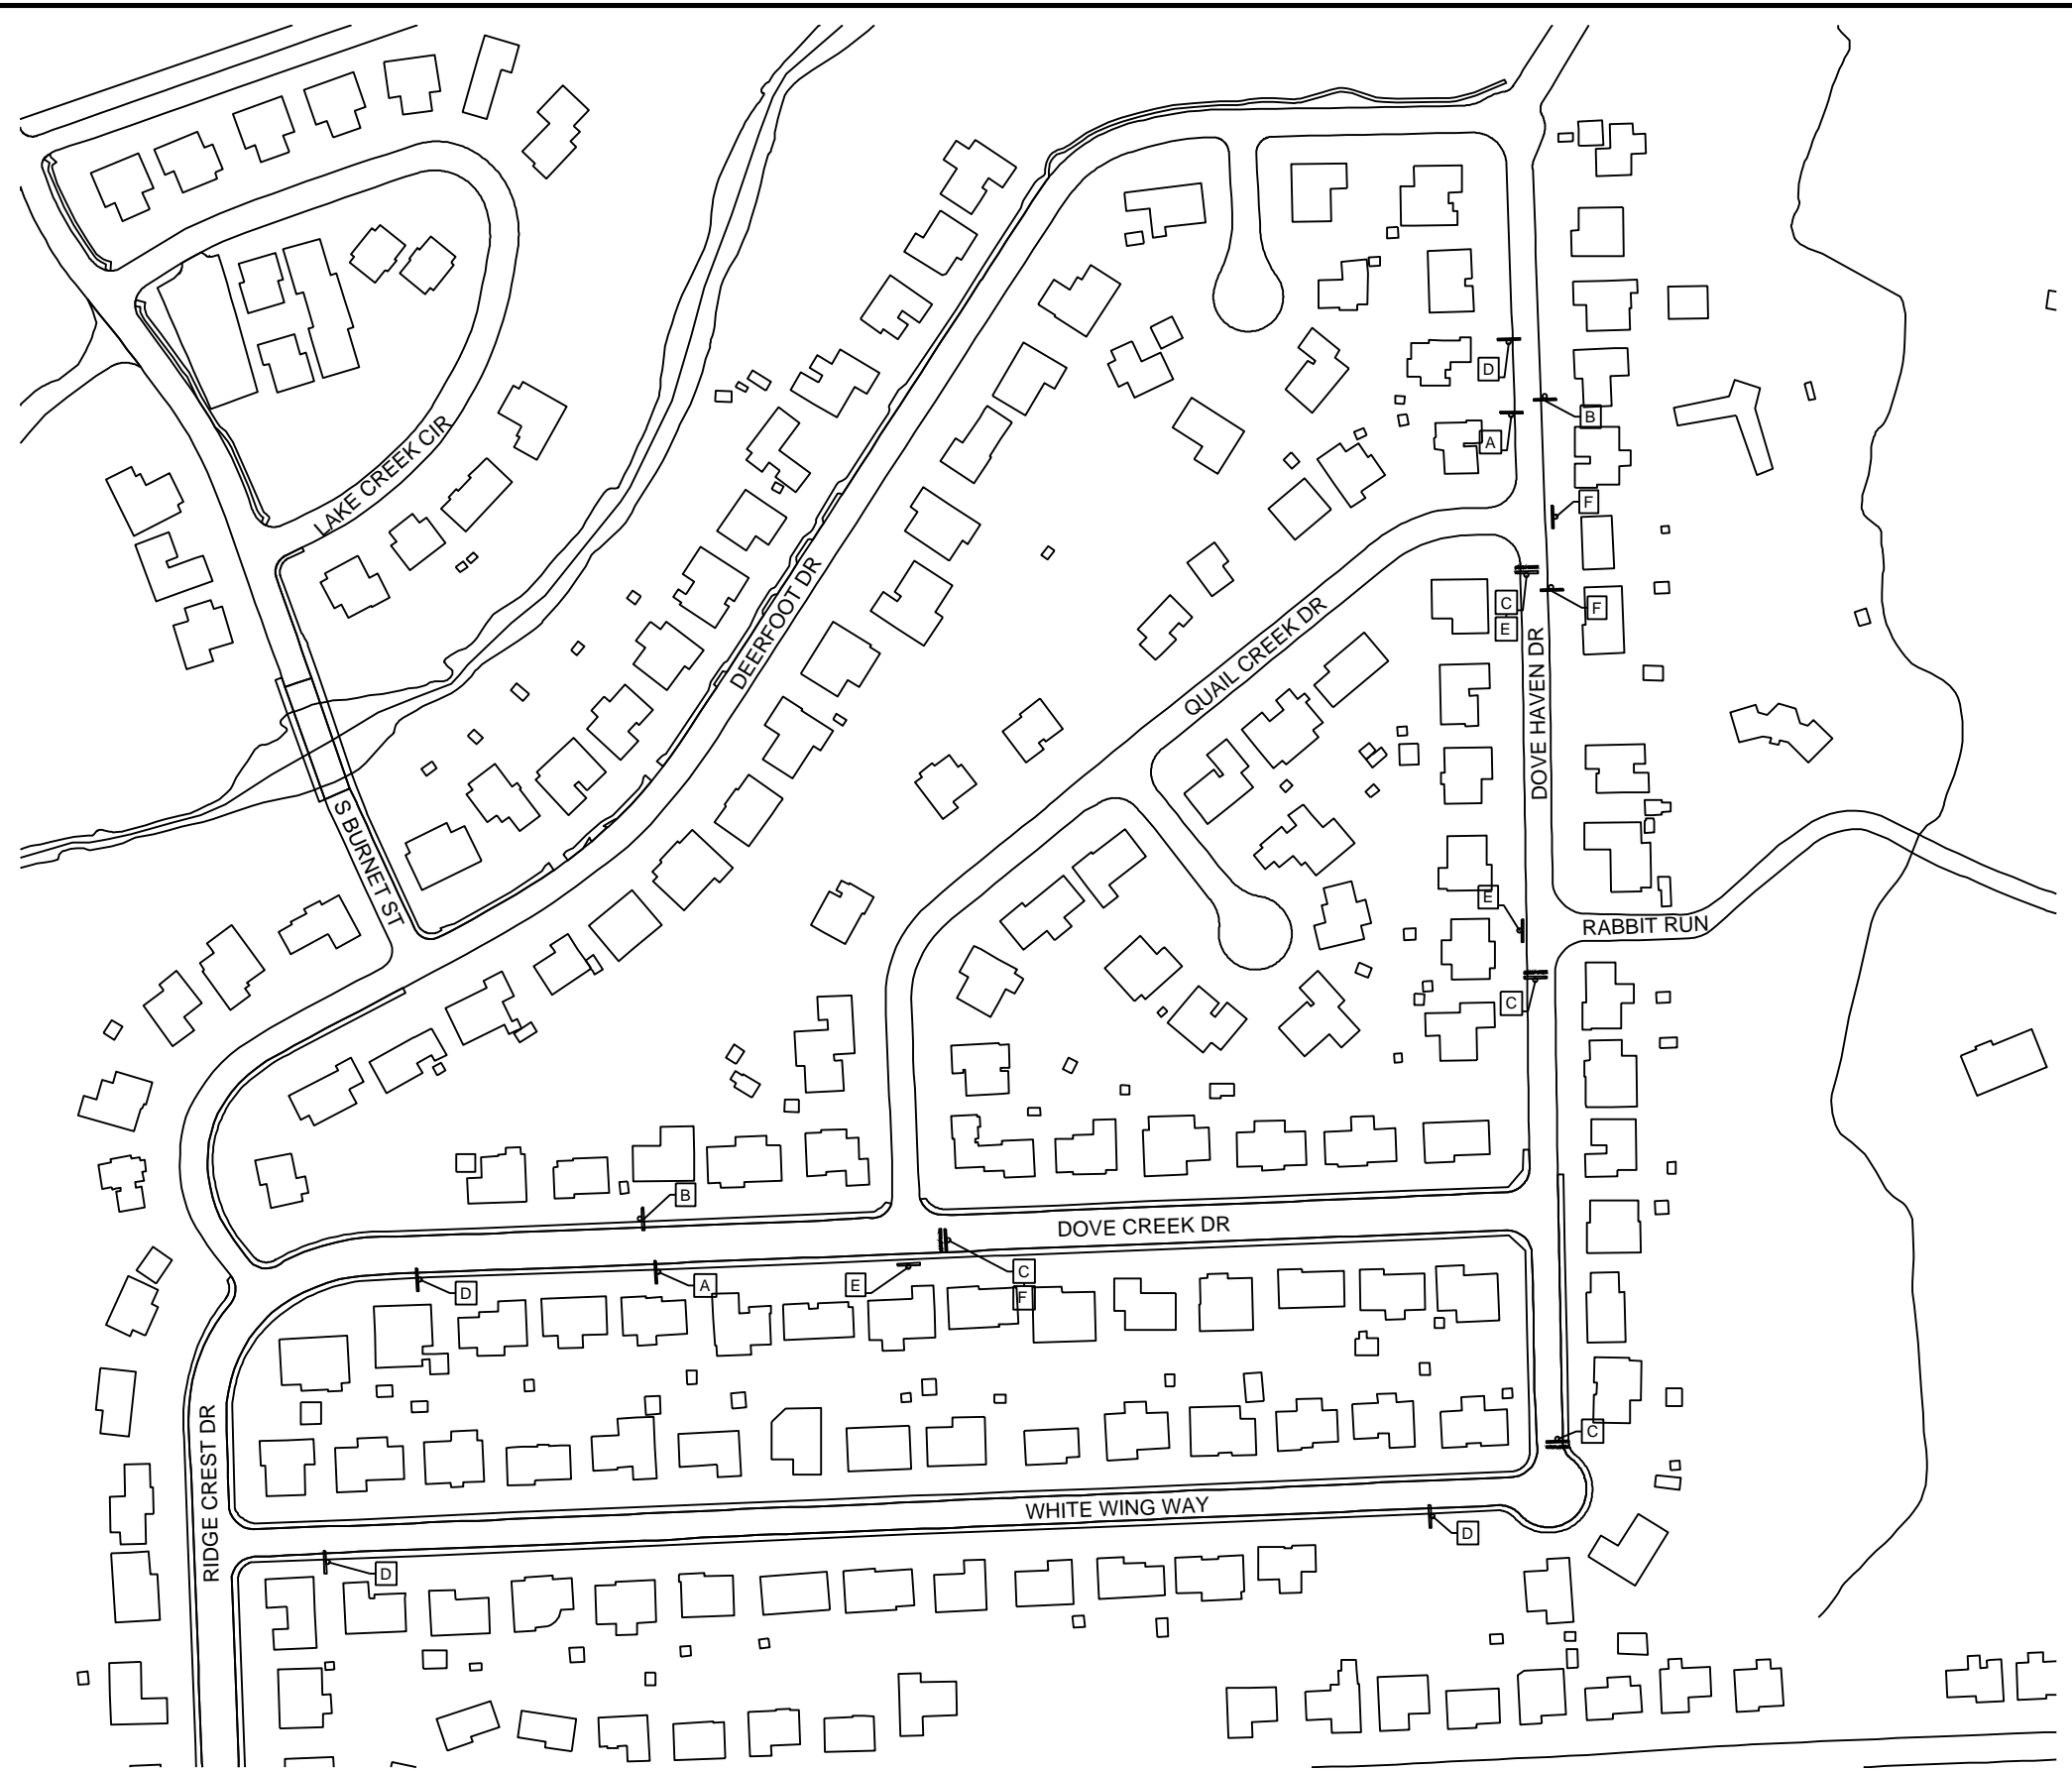 D
B
A
LAKE CREEK CIR
F
DEERFOOT DR
C
E
F
QUAIL CREEK DR
DOVE HAVEN DR
S BURNET ST
E
RABBIT RUN
C
B
DOVE CREEK DR
D
A
E
C
F
RIDGE CREST DR
C
WHITE WING WAY
D
D